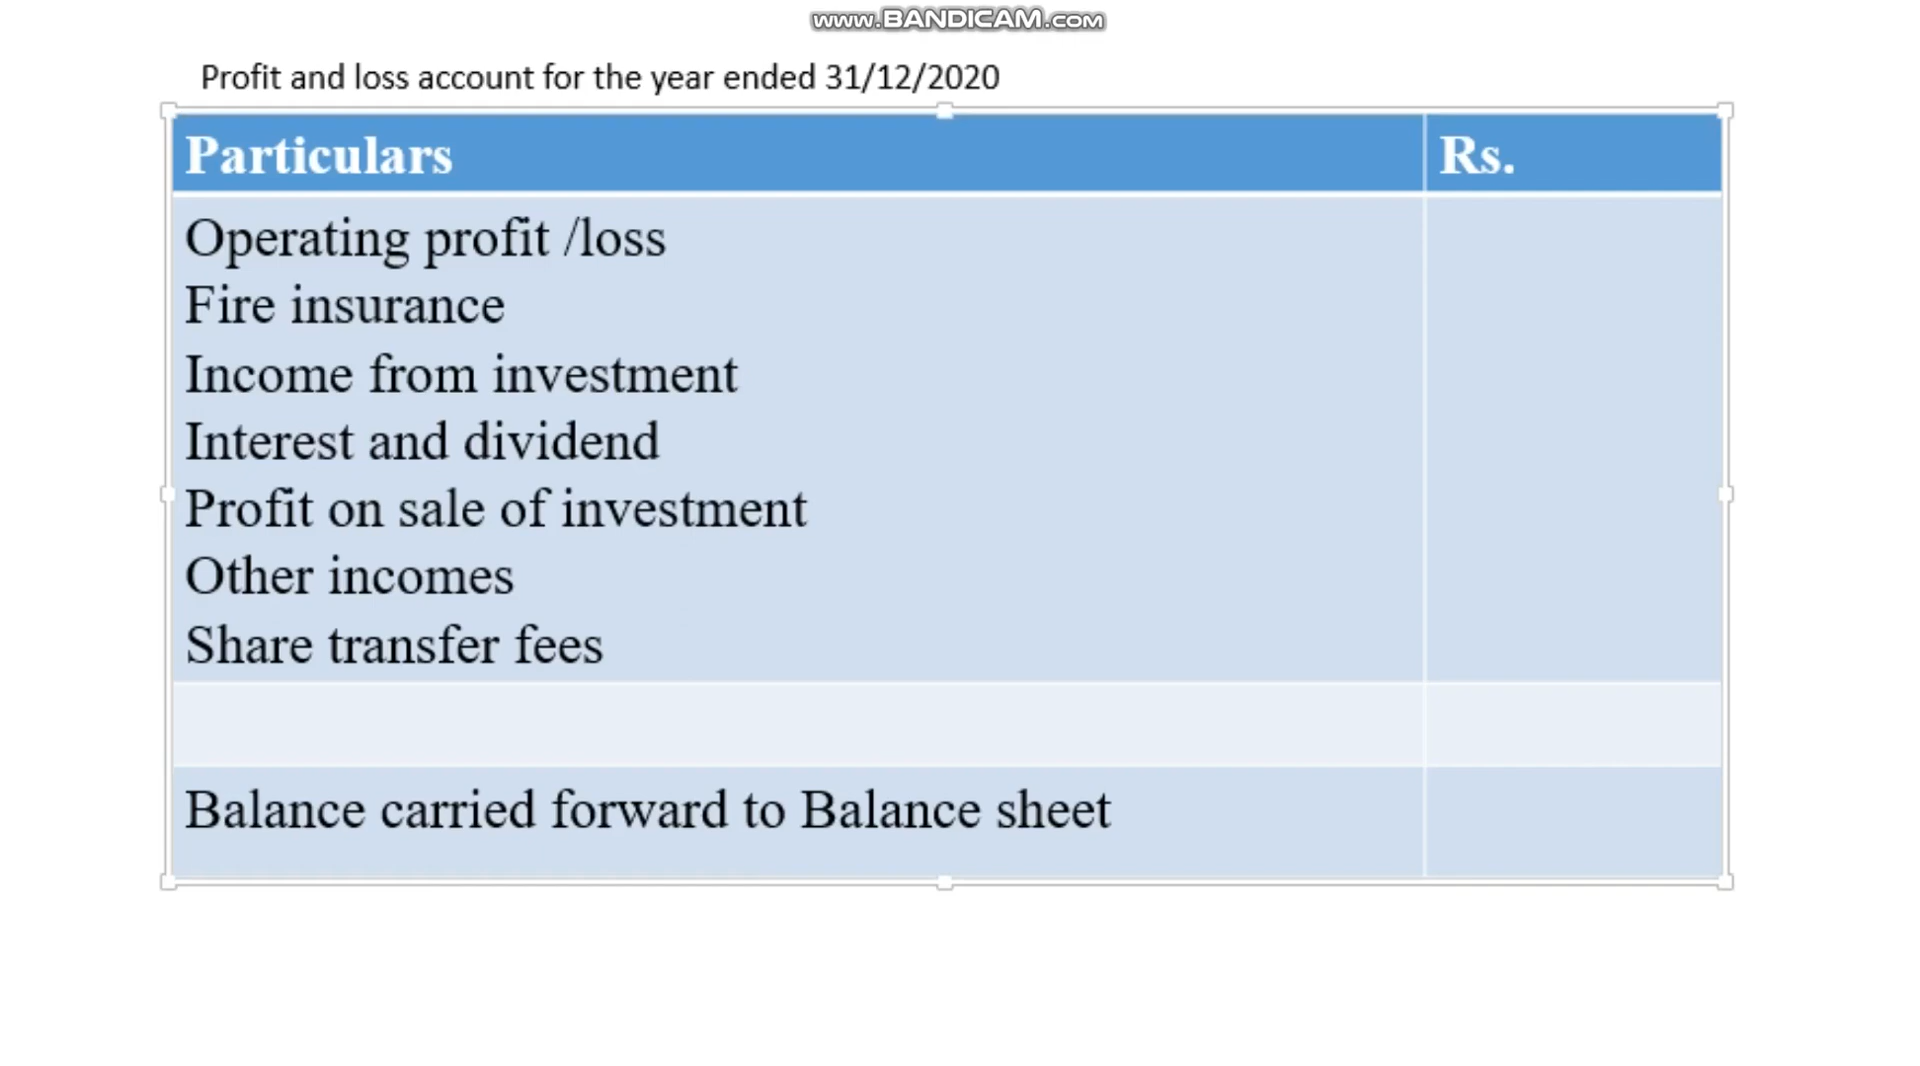 www.BANDICAM.com
Profit and loss account for the year ended 31/12/2020
Particulars Rs.
Operating profit /loss
Fire insurance
Income from investment
Interest and dividend
Profit on sale of investment
Other incomes
Share transfer fees
Balance carried forward to Balance sheet